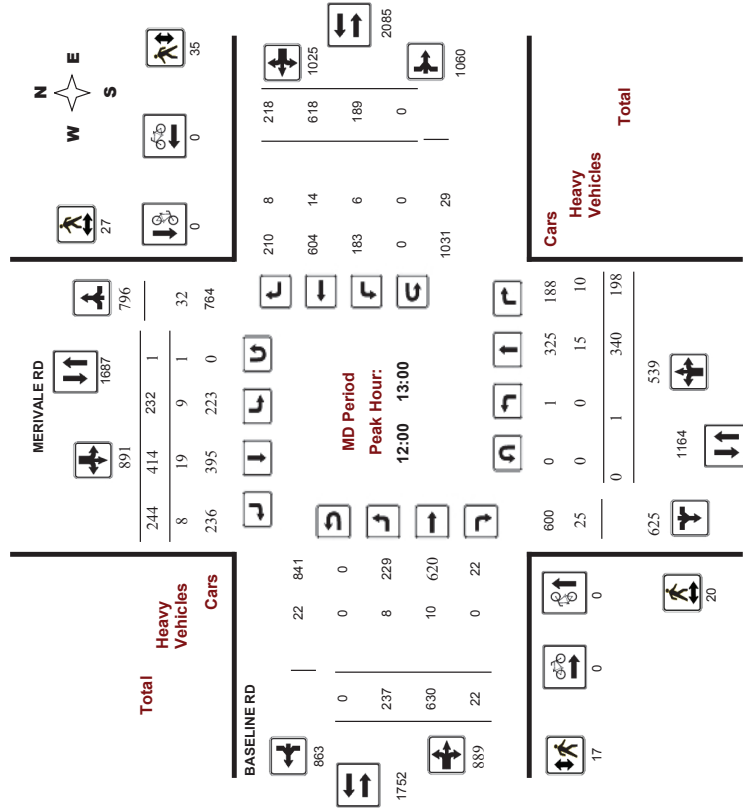 MERIVALE RD
N
E
W
S
35
27
0
0
1687
891
796
244 414 232 1
Total
8 19 9 1 32
Heavy
Vehicles
236 395 223 0 764
Cars
2085
1025
1060
210 8 218
604 14 618
183 6 189
0 0 0
1031 29
MD Period
Peak Hour:
12:00 13:00
BASELINE RD
863
22 841
0 0 0
237 8 229
630 10 620
22 0 22
1752
889
Cars
600 0 1 325 188
Heavy
Vehicles
25 0 0 15 10
Total
0 1 340 198
625
539
1164
0
0
20
17